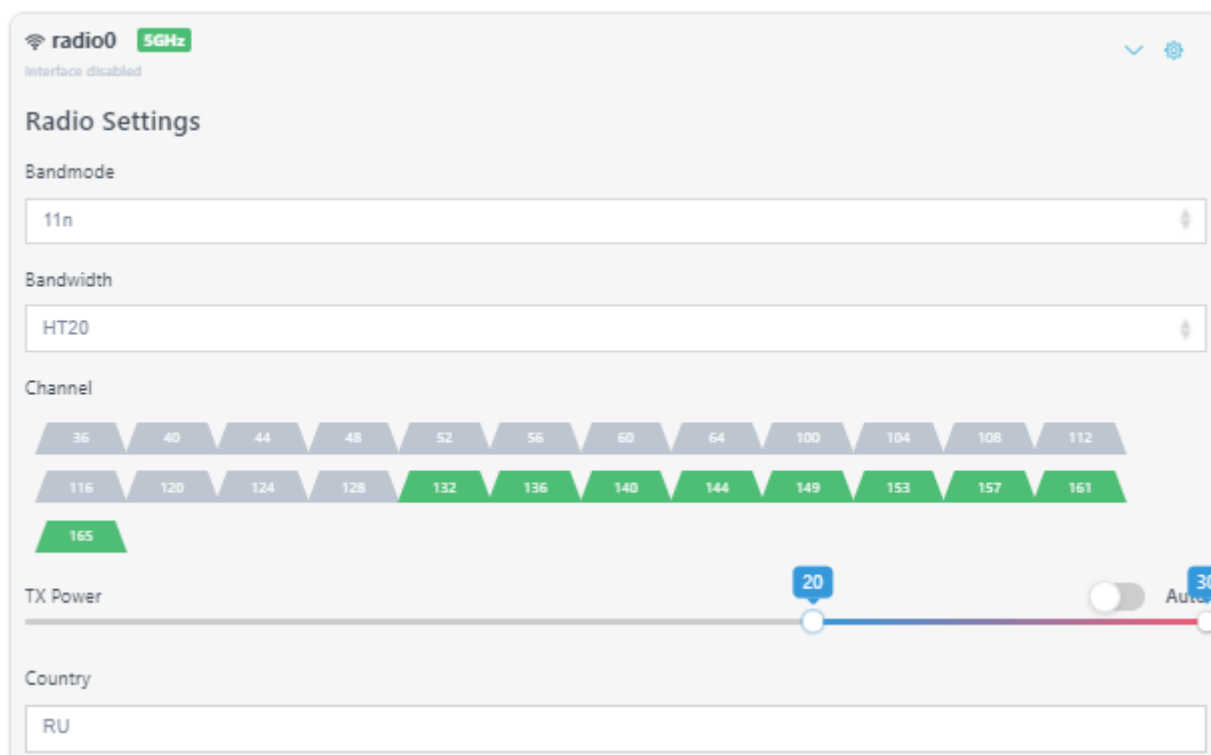 radio0 5GHz
Interface disabled
Radio Settings
Bandmode
11n
Bandwidth
HT20
Channel
36 40 44 48 52 56 60 64 100 104 108 112
116 120 124 128 132 136 140 144 149 153 157 161
165
20 30
TX Power Auto
Country
RU